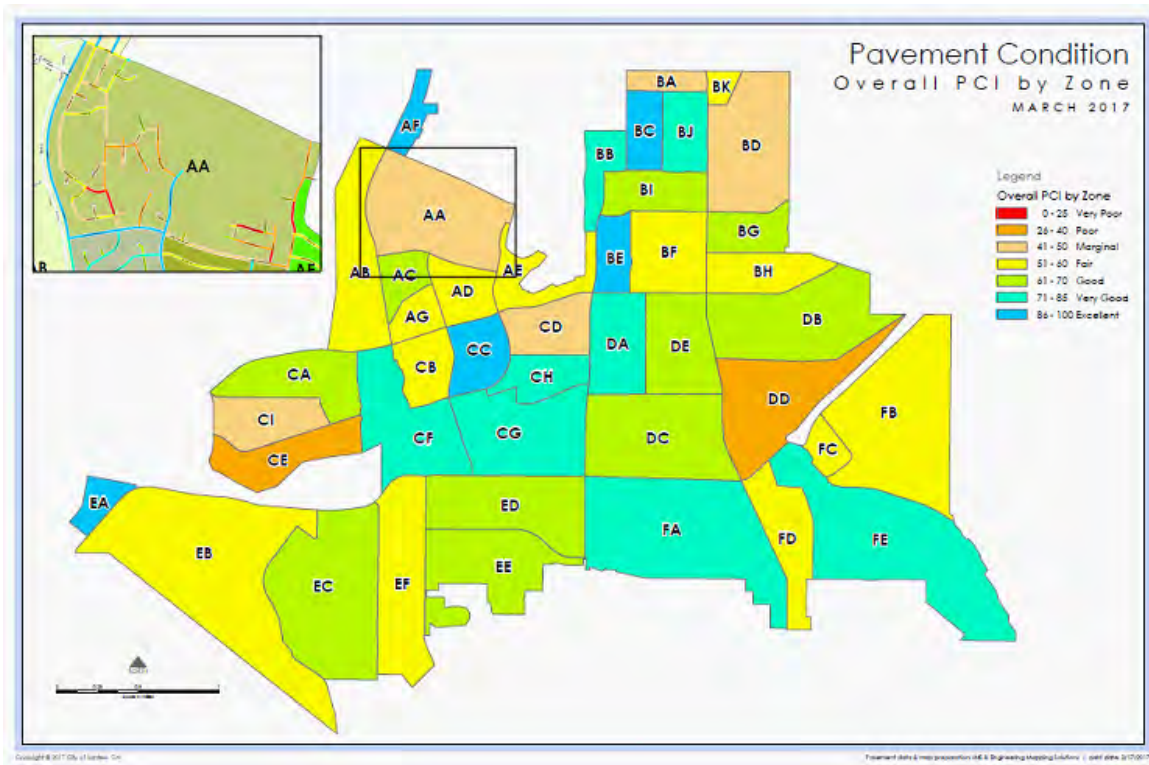 Pavement Condition
Overall PCI by Zone
MARCH 2017
Legend
Overall PCI by Zone
0 - 25 Very Poor
26 - 40 Poor
41 - 50 Marginal
51 - 60 Fair
61 - 70 Good
71 - 85 Very Good
86 - 100 Excellent
AA
AF
BA
BK
BC
BJ
BD
BB
BI
AA
BG
AB
AC
AD
AE
BE
BF
BH
AG
CD
DB
CB
CC
CH
DA
DE
CA
CI
CE
CF
CG
DC
DD
FB
FC
EA
EB
EC
EF
ED
EE
FA
FD
FE